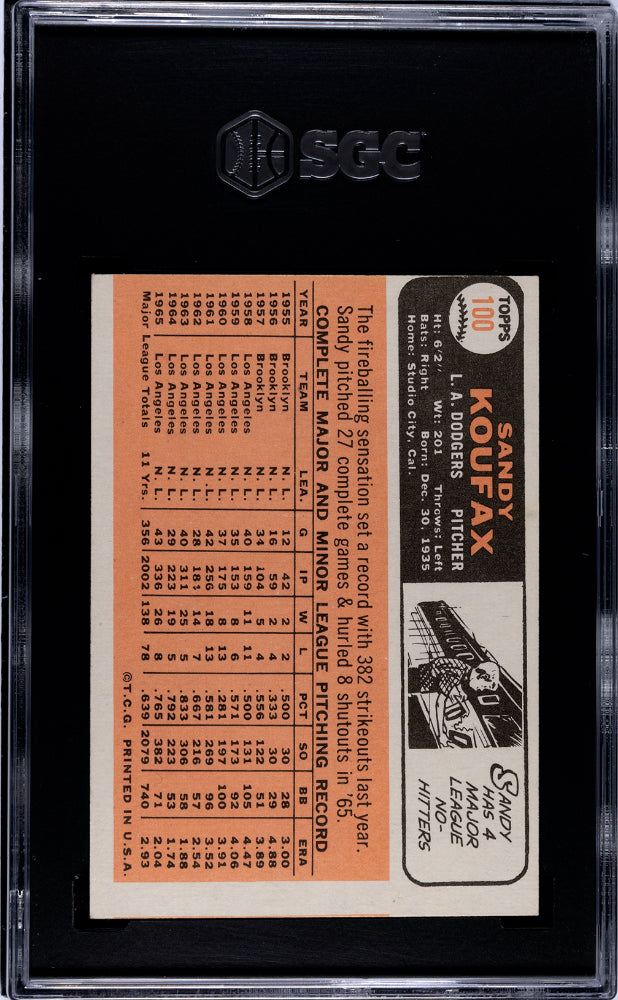 SGC
TOPPS
100
SANDY
KOUFAX
L. A. DODGERS PITCHER
Ht: 6'2" Wt: 201 Throws: Left
Bats: Right Born: Dec. 30, 1935
Home: Studio City, Cal.
SANDY
HAS 4
MAJOR
LEAGUE
NO-
HITTERS
The fireballing sensation set a record with 382 strikeouts last year.
Sandy pitched 27 complete games & hurled 8 shutouts in '65.
COMPLETE MAJOR AND MINOR LEAGUE PITCHING RECORD
YEAR TEAM LEA. G IP W L PCT SO BB ERA
1955 Brooklyn N. L. 12 42 2 2 .500 30 28 3.00
1956 Brooklyn N. L. 16 59 2 4 .333 30 29 4.88
1957 Brooklyn N. L. 34 104 5 4 .556 122 51 3.89
1958 Los Angeles N. L. 40 159 11 11 .500 131 105 4.47
1959 Los Angeles N. L. 35 153 8 6 .571 173 92 4.06
1960 Los Angeles N. L. 37 175 8 13 .381 197 100 3.91
1961 Los Angeles N. L. 42 256 18 13 .581 269 96 3.52
1962 Los Angeles N. L. 28 184 14 7 .667 216 57 2.54
1963 Los Angeles N. L. 40 311 25 5 .833 306 58 1.88
1964 Los Angeles N. L. 29 223 19 5 .792 223 53 1.74
1965 Los Angeles N. L. 43 336 26 8 .765 382 71 2.04
Major League Totals 11 Yrs. 356 2002 138 78 .639 2079 740 2.93
©T.C.G. PRINTED IN U.S.A.